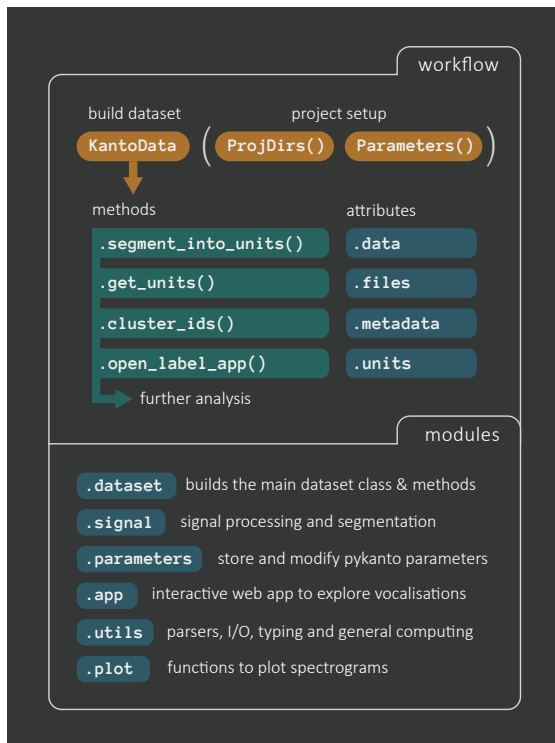 workflow
build dataset project setup
KantoData ( ProjDirs() Parameters() )
methods attributes
.segment_into_units() .data
.get_units() .files
.cluster_ids() .metadata
.open_label_app() .units
further analysis
modules
.dataset builds the main dataset class & methods
.signal signal processing and segmentation
.parameters store and modify pykanto parameters
.app interactive web app to explore vocalisations
.utils parsers, I/O, typing and general computing
.plot functions to plot spectrograms